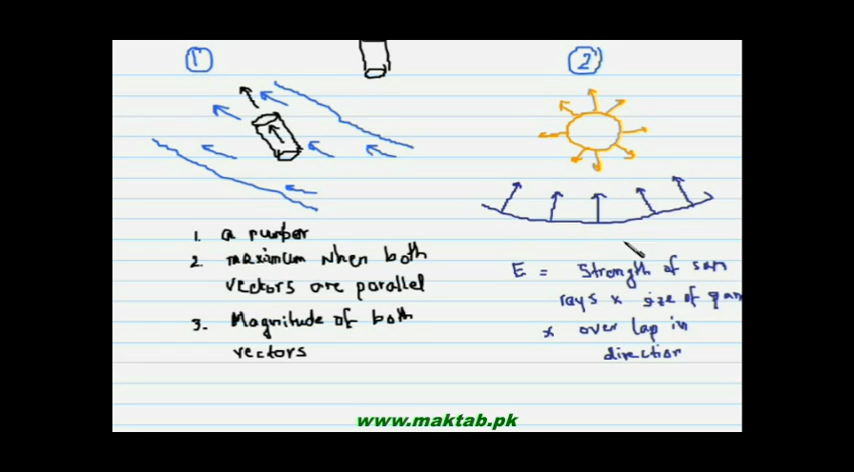 1
2
1. a number
2. maximum when both
vectors are parallel
3. Magnitude of both
vectors
E = Strength of sun
rays x size of pan
x over lap in
direction
www.maktab.pk